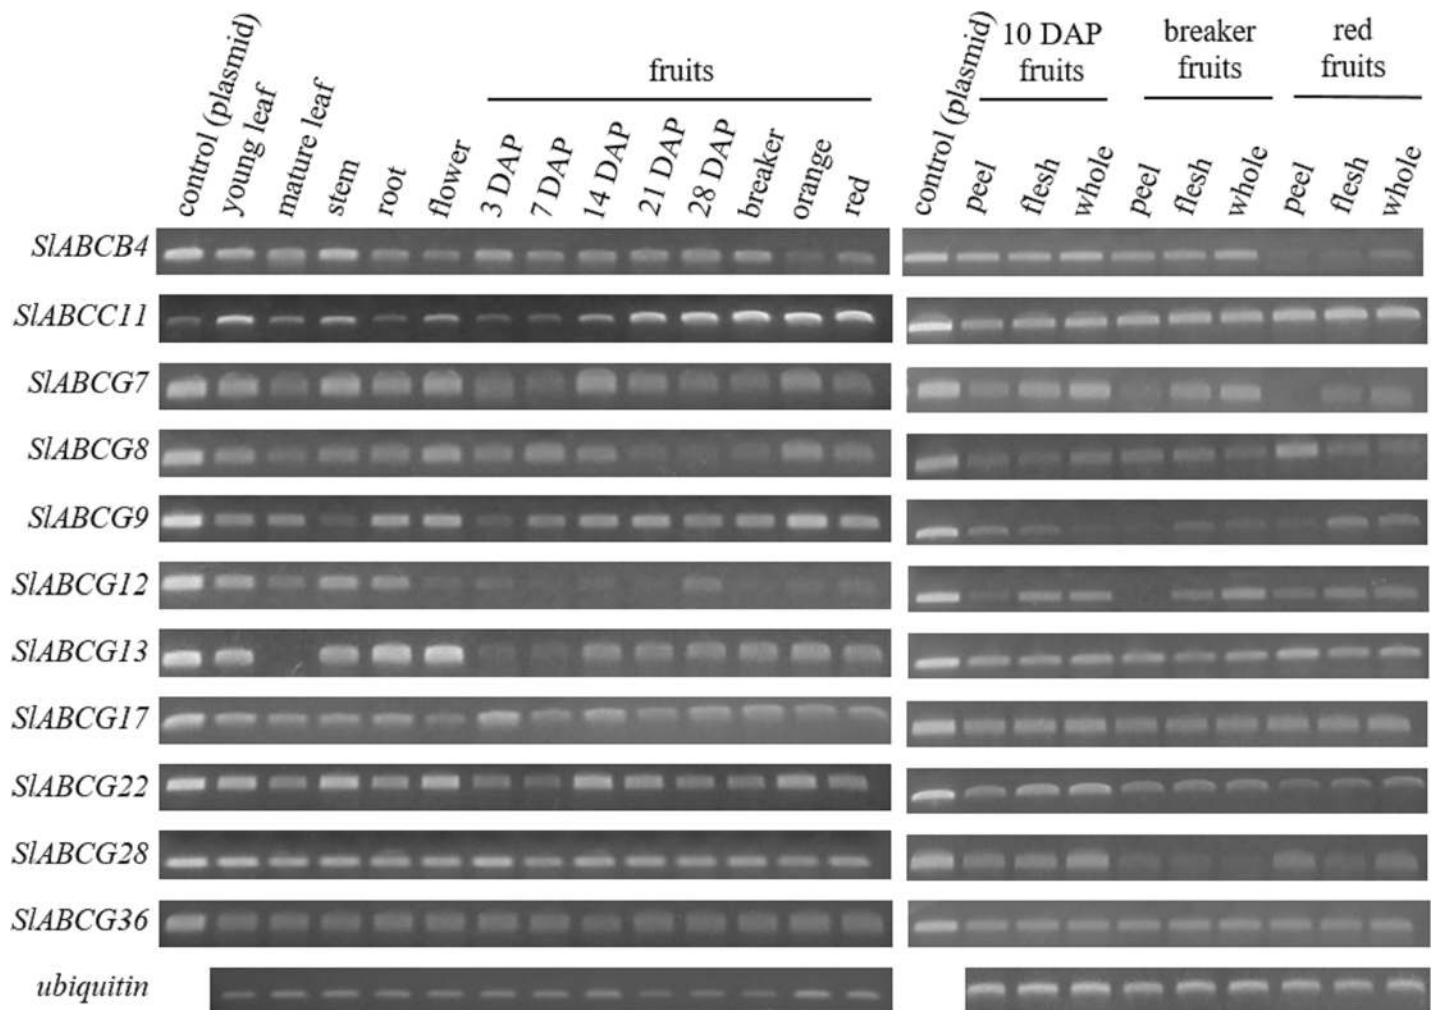 control (plasmid)
young leaf
mature leaf
stem
root
flower
fruits
3 DAP
7 DAP
14 DAP
21 DAP
28 DAP
breaker
orange
red
control (plasmid)
10 DAP
fruits
peel
flesh
whole
breaker
fruits
peel
flesh
whole
red
fruits
peel
flesh
whole
SlABCB4
SlABCC11
SlABCG7
SlABCG8
SlABCG9
SlABCG12
SlABCG13
SlABCG17
SlABCG22
SlABCG28
SlABCG36
ubiquitin